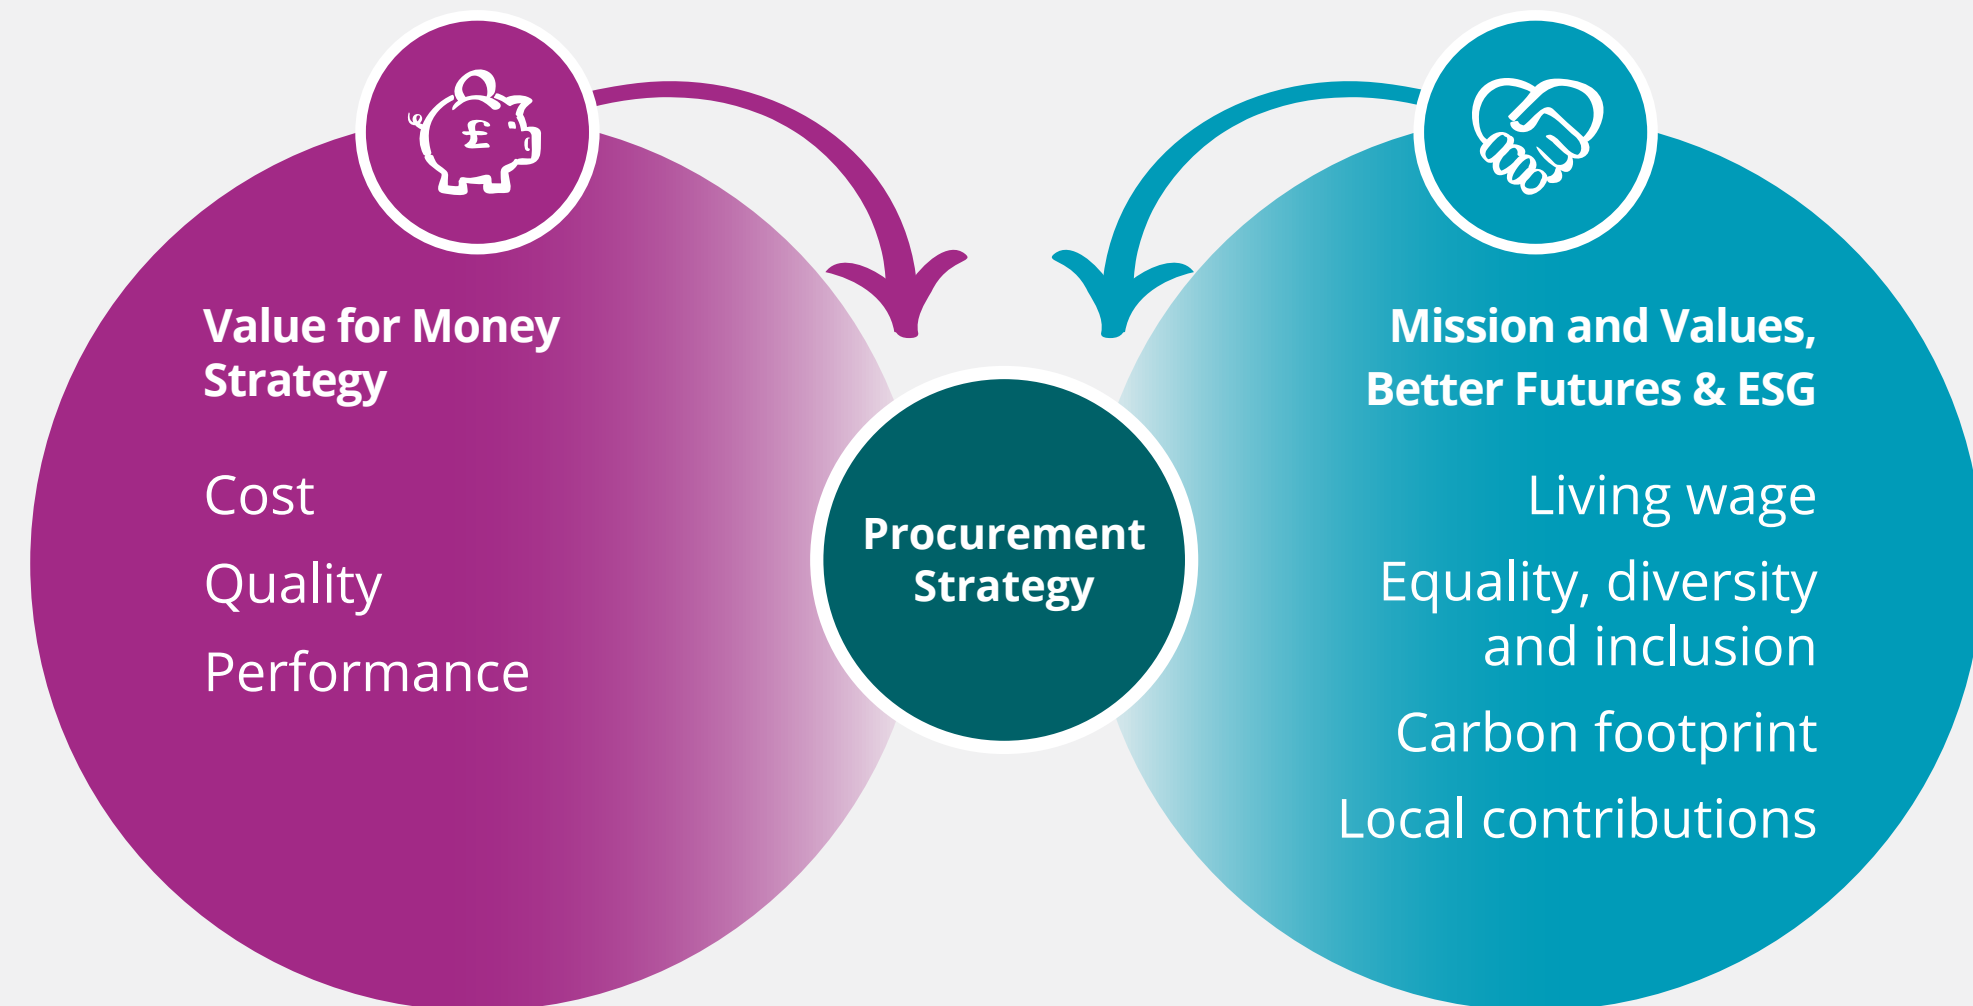 £
Value for Money
Strategy
Cost
Quality
Performance
Procurement
Strategy
Mission and Values,
Better Futures & ESG
Living wage
Equality, diversity
and inclusion
Carbon footprint
Local contributions